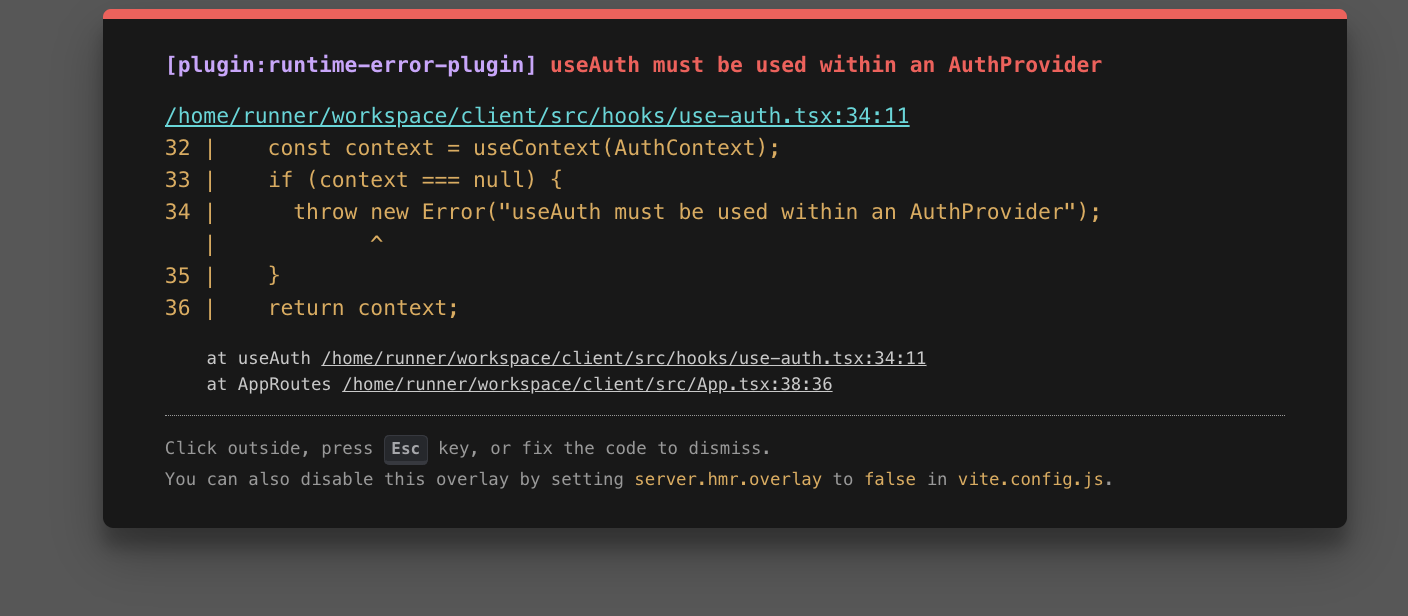 [plugin:runtime-error-plugin] useAuth must be used within an AuthProvider
/home/runner/workspace/client/src/hooks/use-auth.tsx:34:11
32 |    const context = useContext(AuthContext);
33 |    if (context === null) {
34 |      throw new Error("useAuth must be used within an AuthProvider");
   |            ^
35 |    }
36 |    return context;
    at useAuth /home/runner/workspace/client/src/hooks/use-auth.tsx:34:11
    at AppRoutes /home/runner/workspace/client/src/App.tsx:38:36
Click outside, press Esc key, or fix the code to dismiss.
You can also disable this overlay by setting server.hmr.overlay to false in vite.config.js.